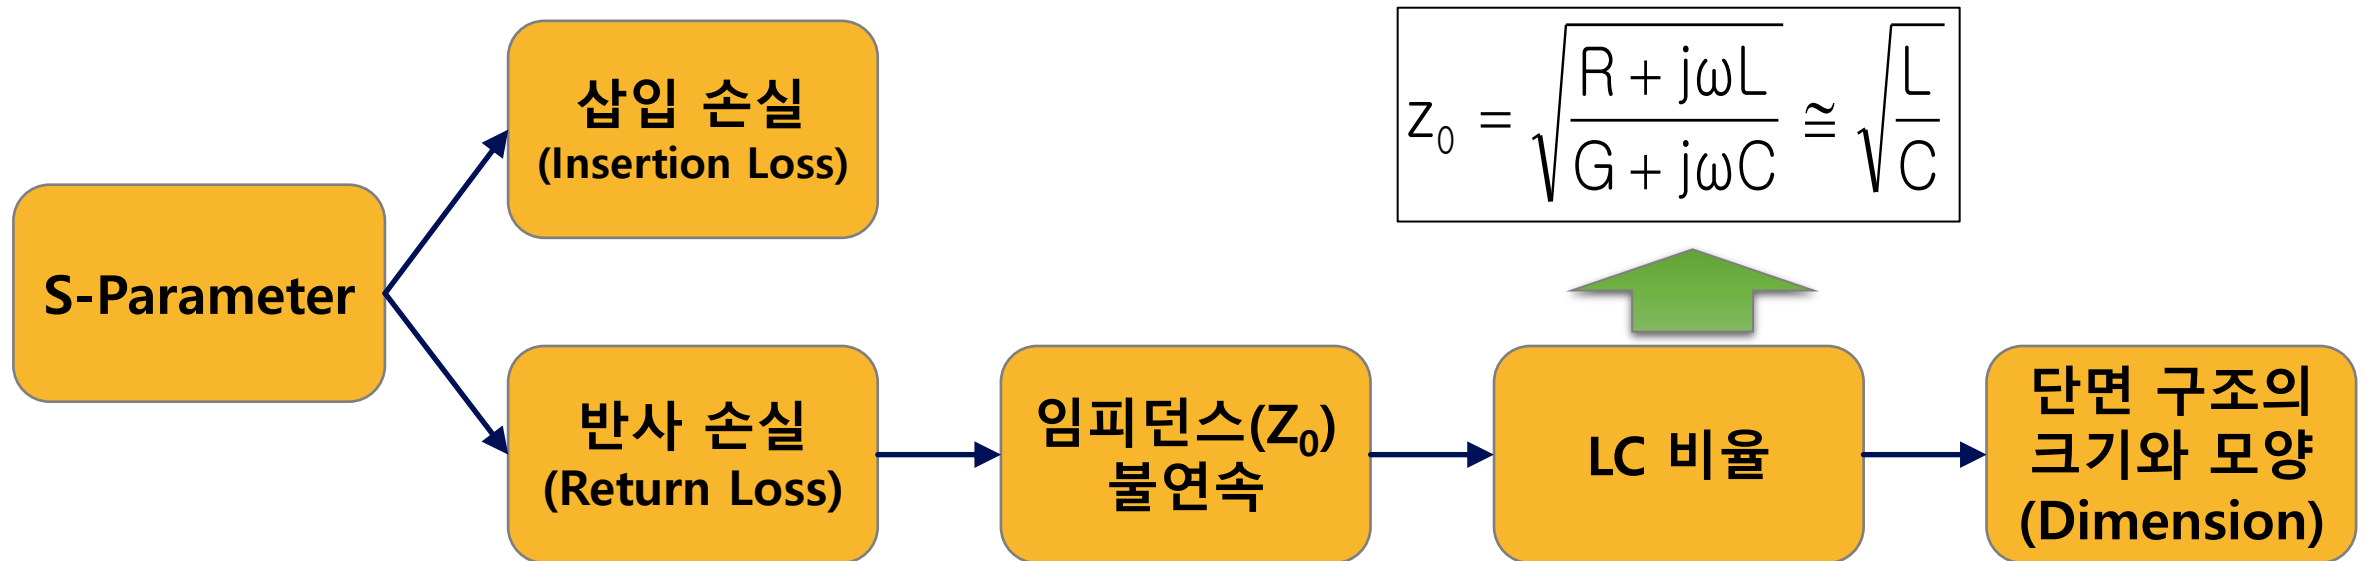 삽입 손실
(Insertion Loss)
S-Parameter
z₀ = √((R + jωL)/(G + jωC)) ≅ √(L/C)
반사 손실
(Return Loss)
임피던스(Z₀)
불연속
LC 비율
단면 구조의
크기와 모양
(Dimension)